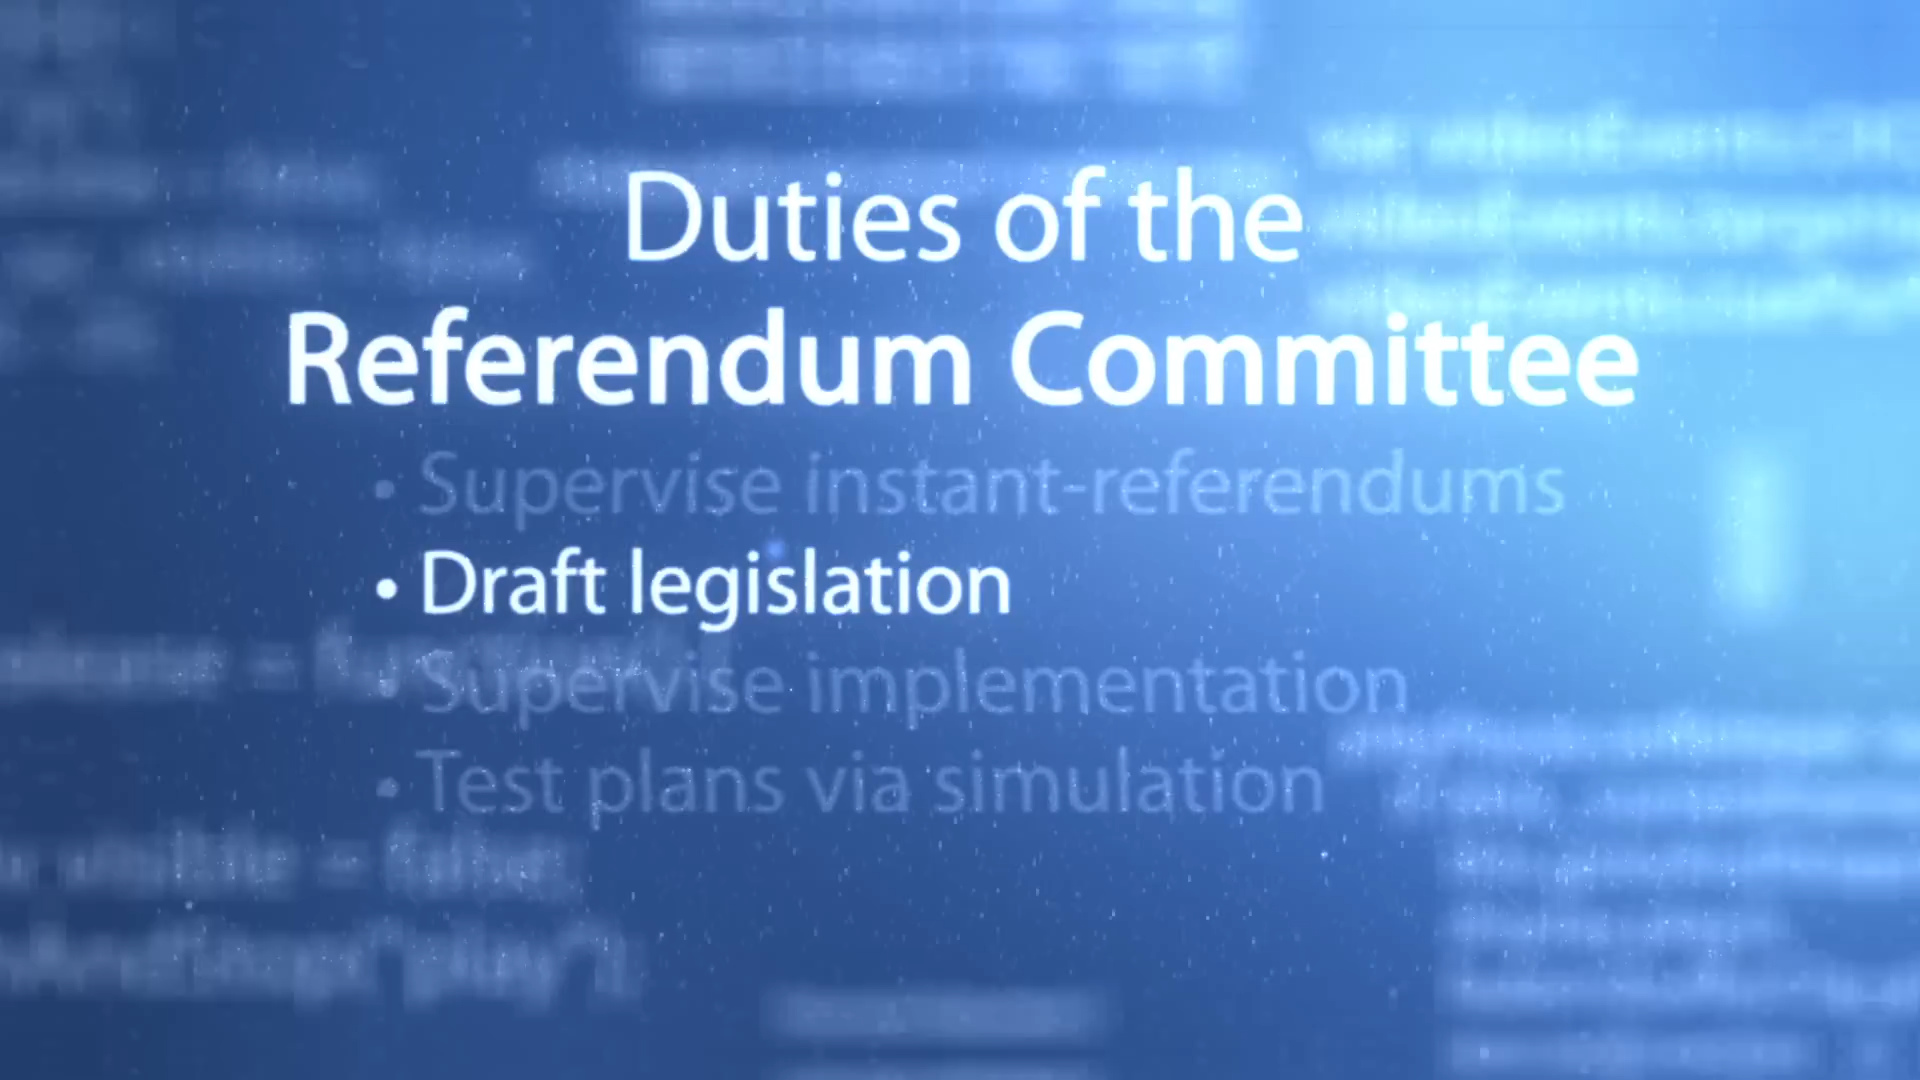 Duties of the
Referendum Committee
• Supervise instant-referendums
• Draft legislation
• Supervise implementation
• Test plans via simulation